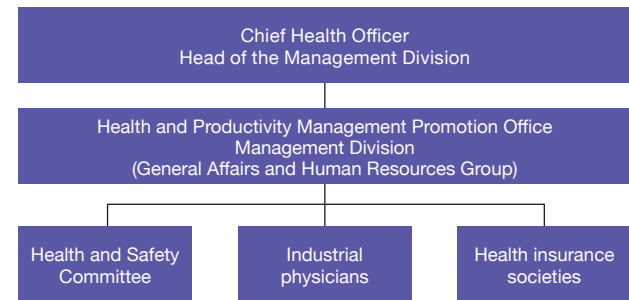 Chief Health Officer
Head of the Management Division
Health and Productivity Management Promotion Office
Management Division
(General Affairs and Human Resources Group)
Health and Safety
Committee
Industrial
physicians
Health insurance
societies